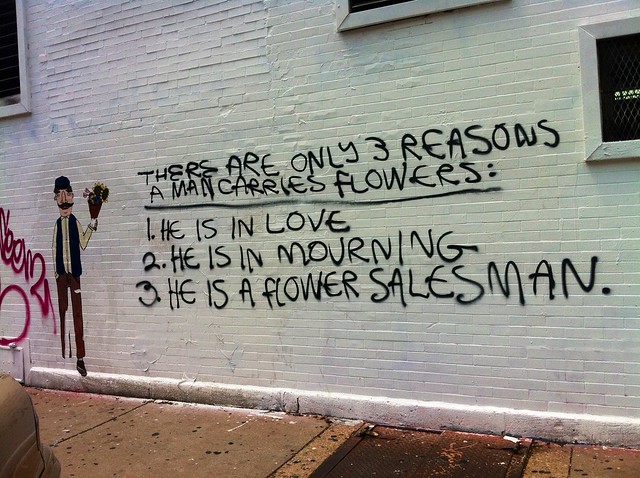 THERE ARE ONLY 3 REASONS
A MAN CARRIES FLOWERS:
1. HE IS IN LOVE
2. HE IS IN MOURNING
3. HE IS A FLOWER SALESMAN.